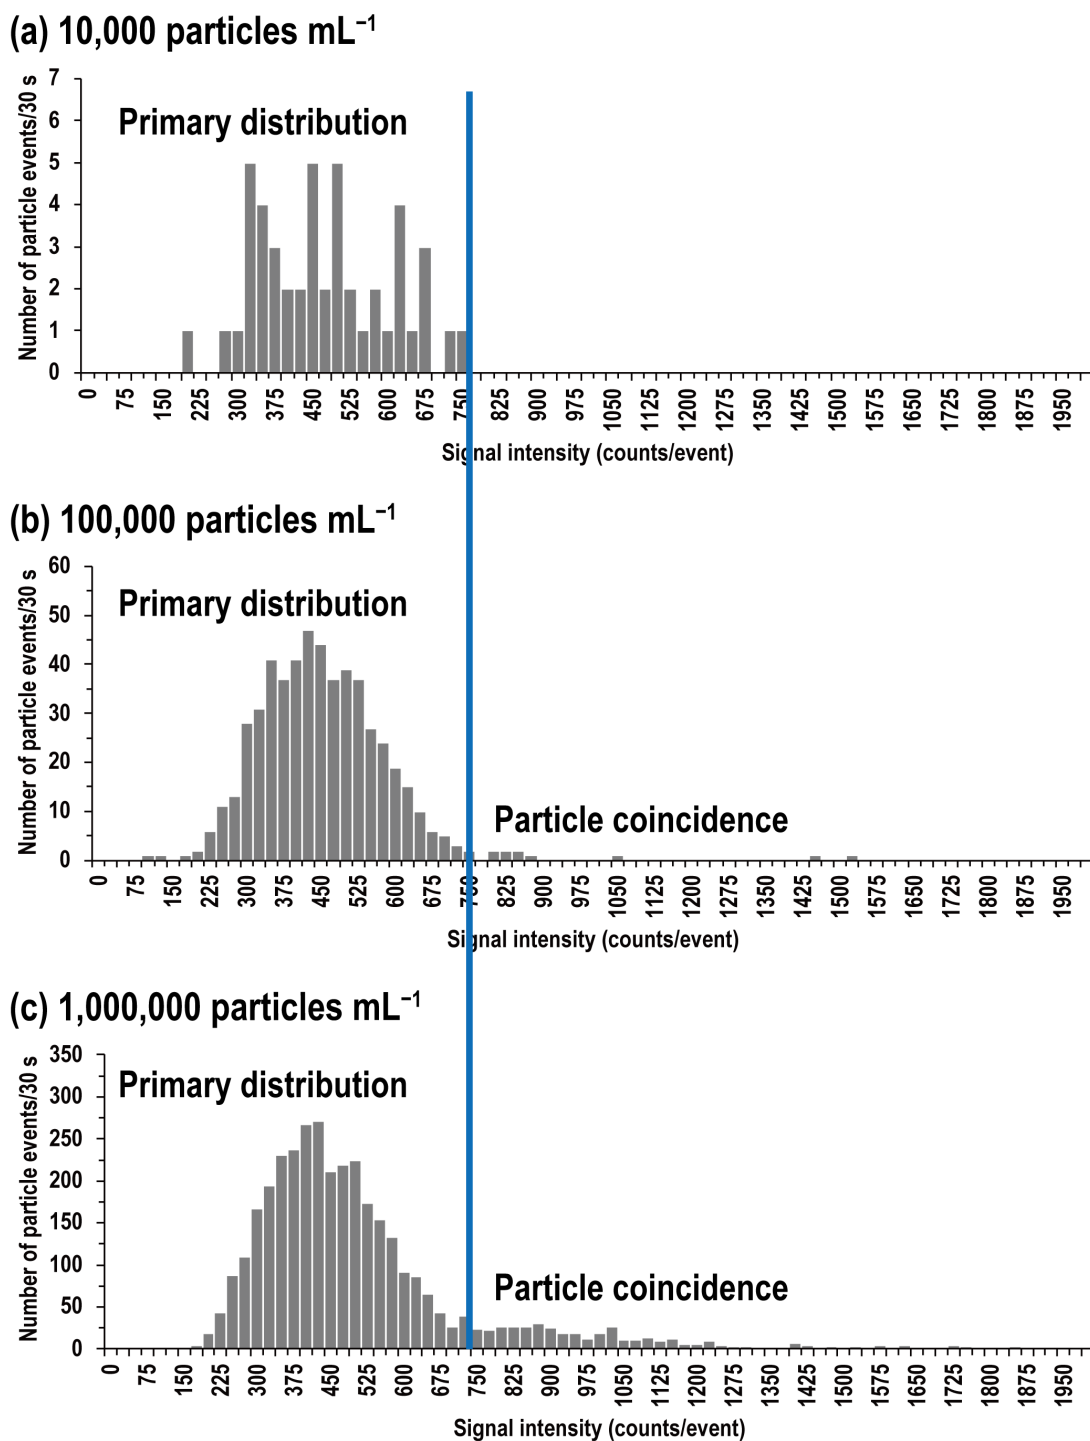 (a) 10,000 particles mL⁻¹
Number of particle events/30 s
7
6
5
4
3
2
1
0
Primary distribution
0 75 150 225 300 375 450 525 600 675 750 825 900 975 1050 1125 1200 1275 1350 1425 1500 1575 1650 1725 1800 1875 1950
Signal intensity (counts/event)
(b) 100,000 particles mL⁻¹
Number of particle events/30 s
60
50
40
30
20
10
0
Primary distribution
Particle coincidence
0 75 150 225 300 375 450 525 600 675 750 825 900 975 1050 1125 1200 1275 1350 1425 1500 1575 1650 1725 1800 1875 1950
Signal intensity (counts/event)
(c) 1,000,000 particles mL⁻¹
Number of particle events/30 s
350
300
250
200
150
100
50
0
Primary distribution
Particle coincidence
0 75 150 225 300 375 450 525 600 675 750 825 900 975 1050 1125 1200 1275 1350 1425 1500 1575 1650 1725 1800 1875 1950
Signal intensity (counts/event)